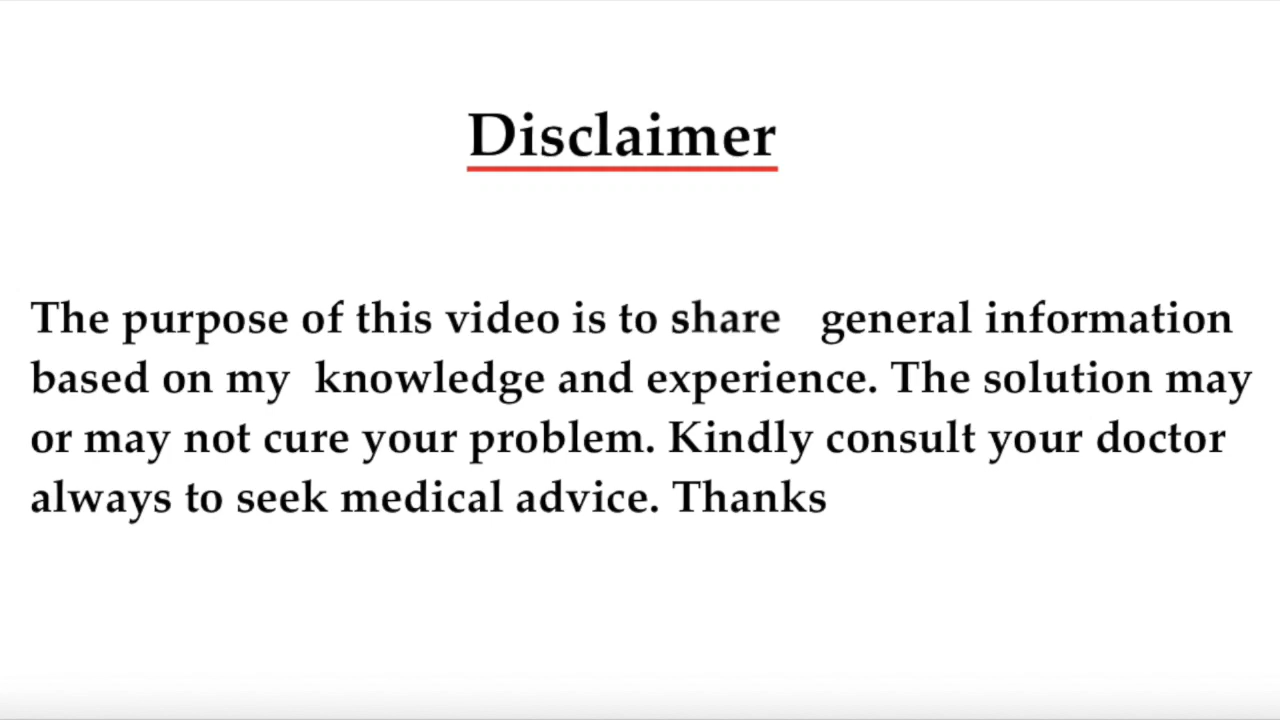 Disclaimer
The purpose of this video is to share general information
based on my knowledge and experience. The solution may
or may not cure your problem. Kindly consult your doctor
always to seek medical advice. Thanks